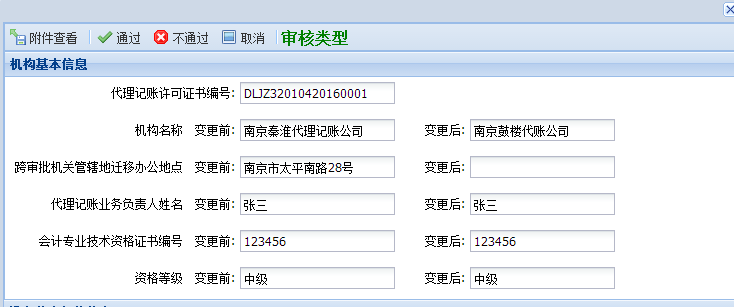 附件查看 通过 不通过 取消 审核类型
机构基本信息
代理记账许可证书编号: DLJZ32010420160001
机构名称 变更前: 南京秦淮代理记账公司 变更后: 南京鼓楼代账公司
跨审批机关管辖地迁移办公地点 变更前: 南京市太平南路28号 变更后:
代理记账业务负责人姓名 变更前: 张三 变更后: 张三
会计专业技术资格证书编号 变更前: 123456 变更后: 123456
资格等级 变更前: 中级 变更后: 中级